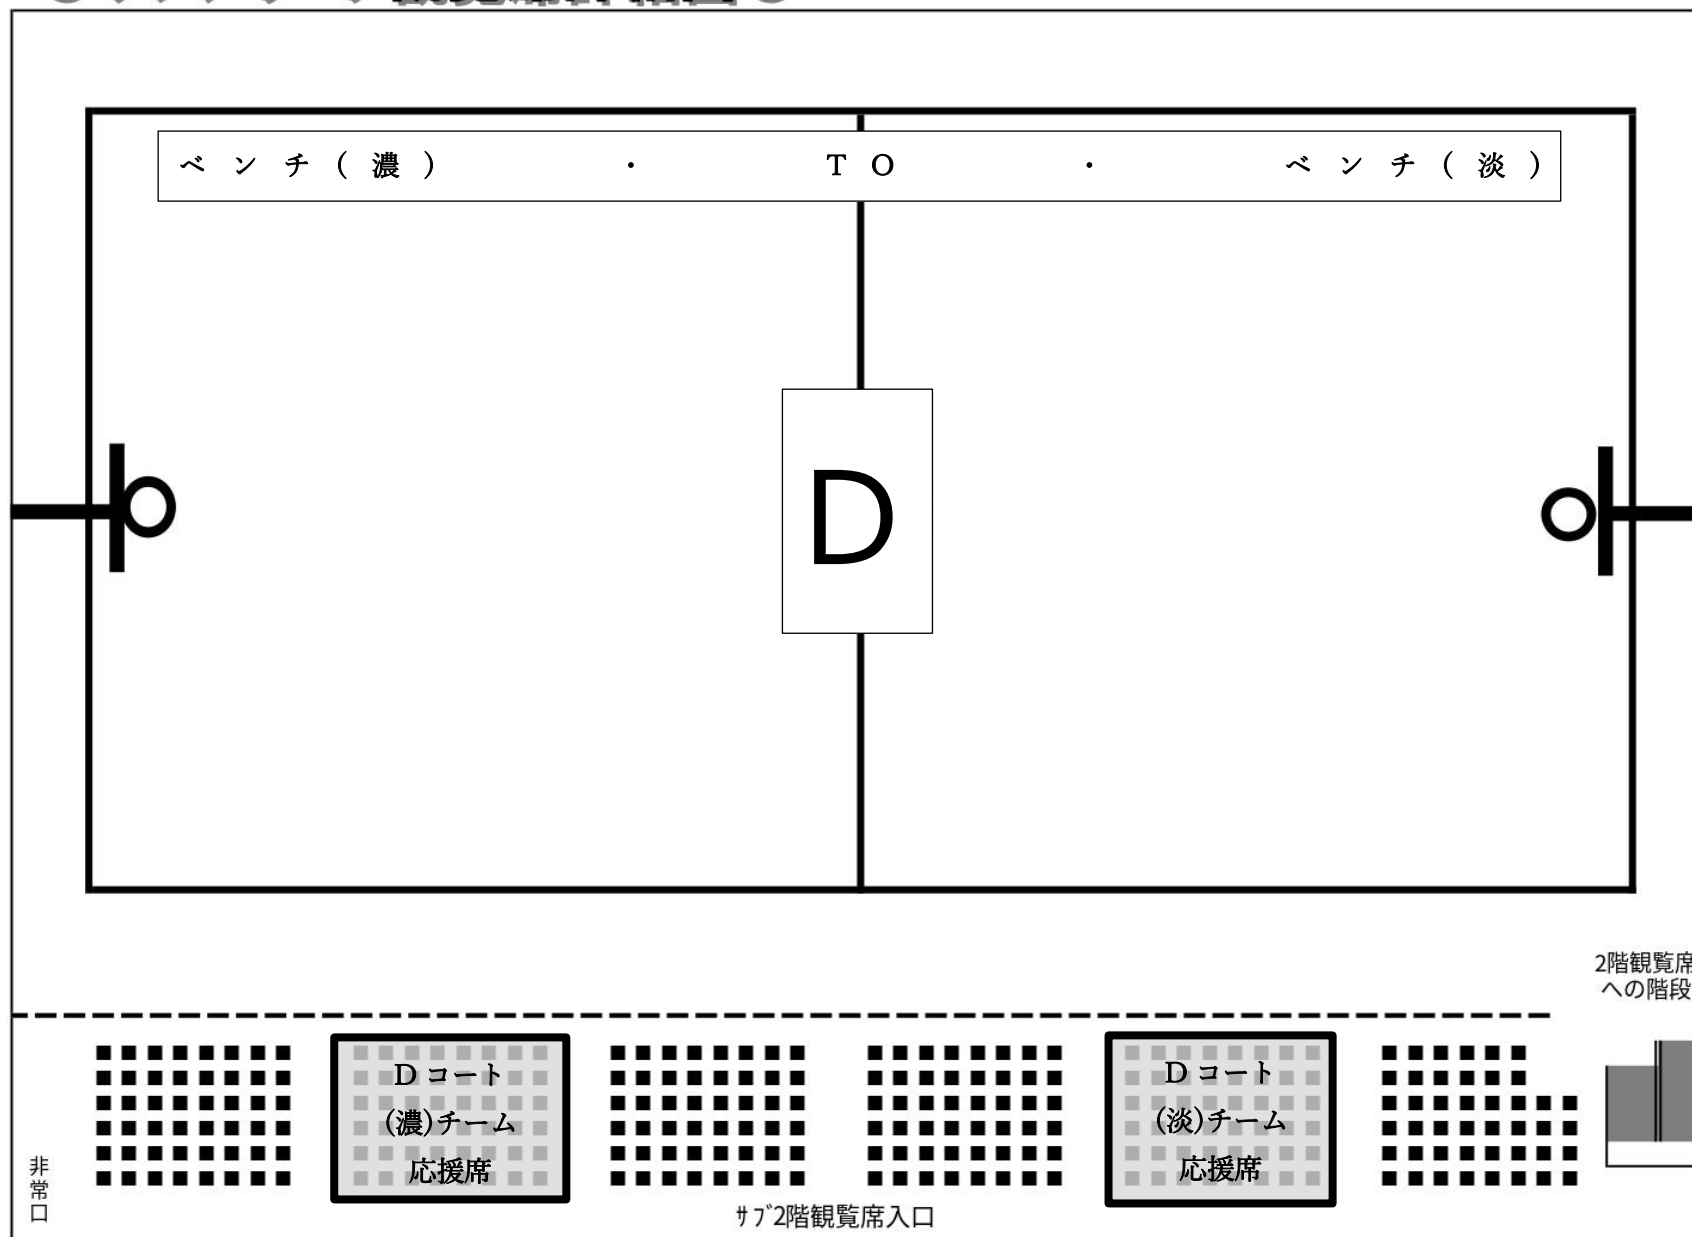 ベンチ(濃) ・ TO ・ ベンチ(淡)
D
2階観覧席
への階段
Dコート
(濃)チーム
応援席
Dコート
(淡)チーム
応援席
非常口
ｻﾌﾞ2階観覧席入口